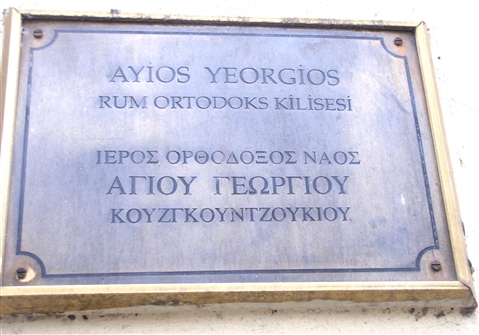 AYİOS YEORGİOS
RUM ORTODOKS KİLİSESİ
ΙΕΡΟΣ ΟΡΘΟΔΟΞΟΣ ΝΑΟΣ
ΑΓΙΟΥ ΓΕΩΡΓΙΟΥ
ΚΟΥΖΓΚΟΥΝΤΖΟΥΚΙΟΥ